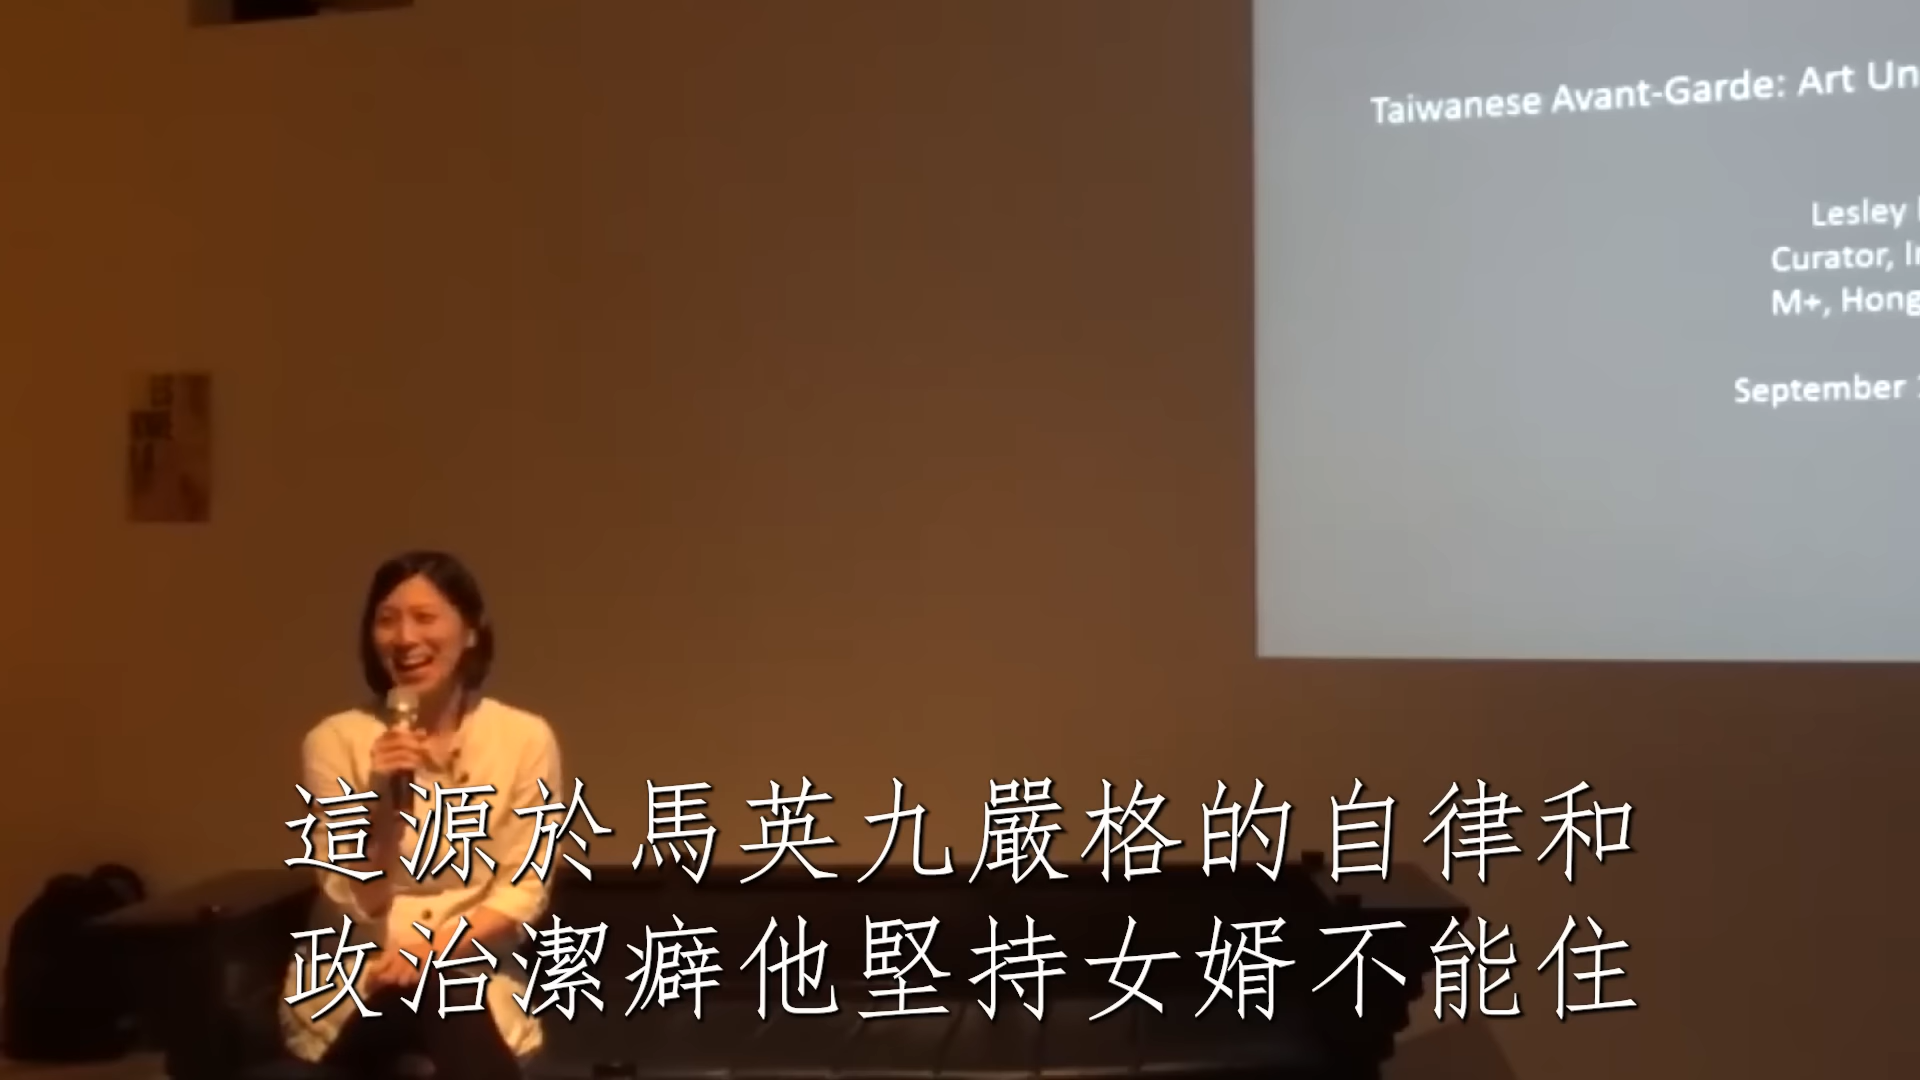 Taiwanese Avant-Garde: Art Un
Lesley
Curator,
M+, Hong
September
這源於馬英九嚴格的自律和
政治潔癖他堅持女婿不能住